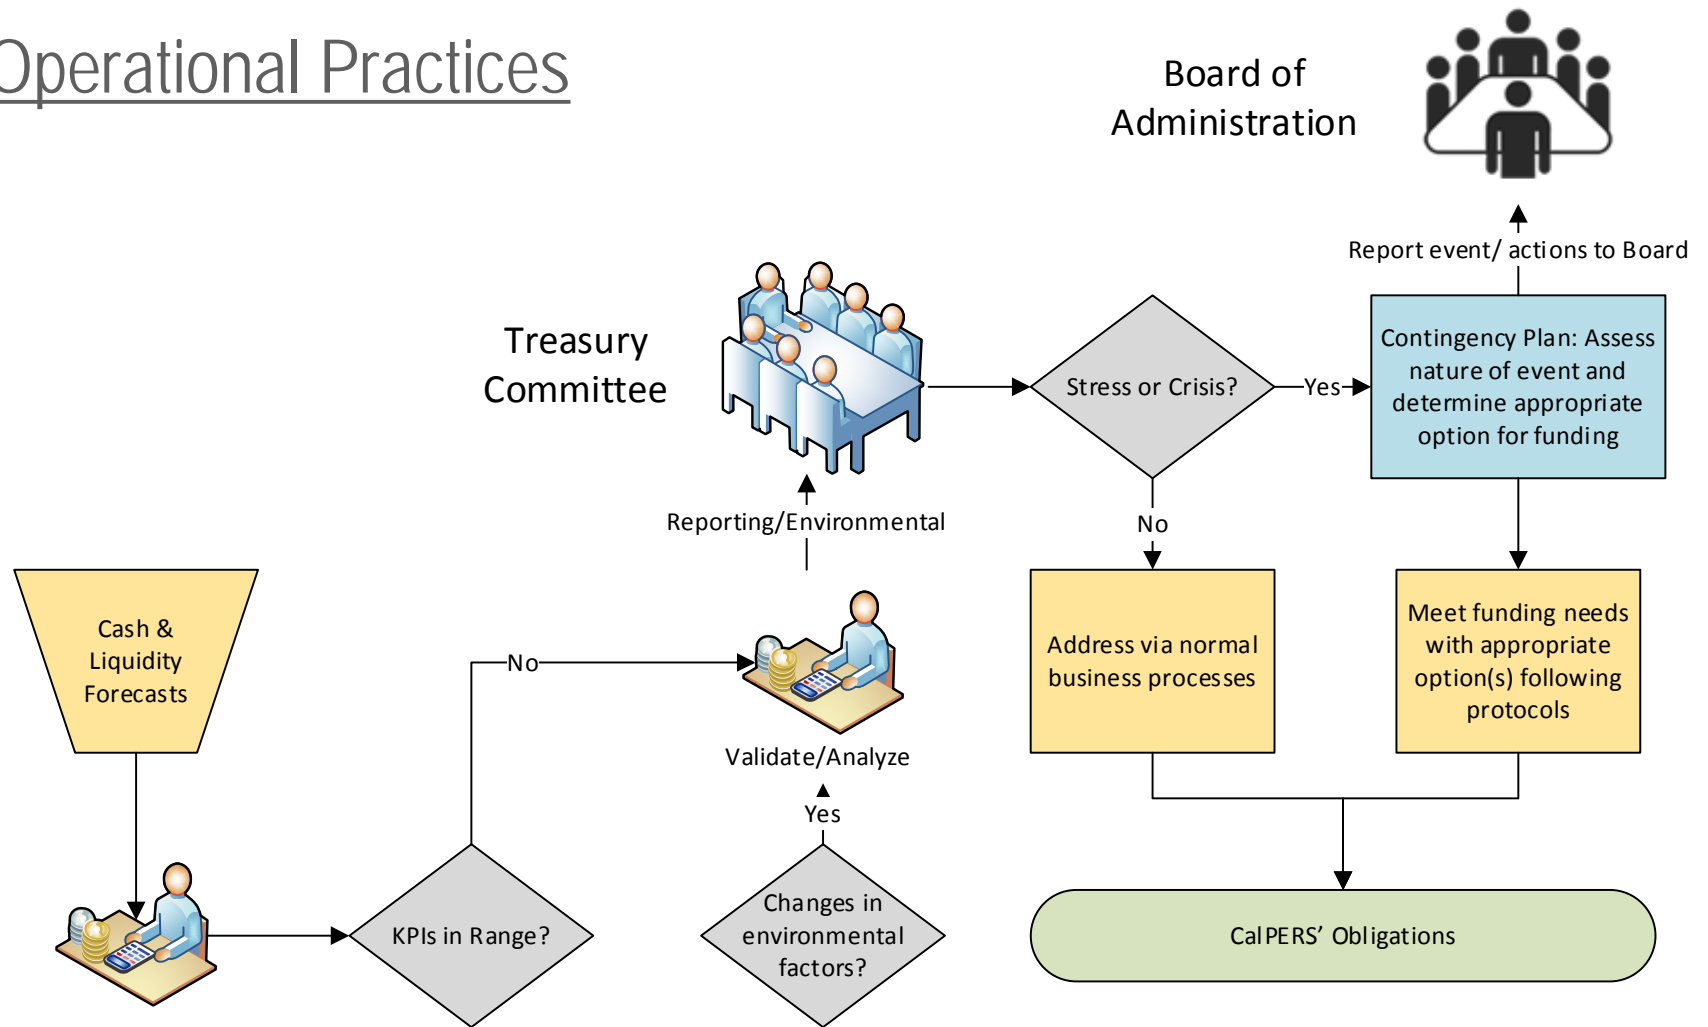 Operational Practices
Board of
Administration
Report event/ actions to Board
Treasury
Committee
Stress or Crisis?
Yes
Contingency Plan: Assess
nature of event and
determine appropriate
option for funding
Reporting/Environmental
No
Cash &
Liquidity
Forecasts
No
Address via normal
business processes
Meet funding needs
with appropriate
option(s) following
protocols
Validate/Analyze
Yes
KPIs in Range?
Changes in
environmental
factors?
CalPERS’ Obligations